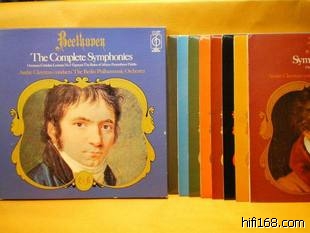 Beethoven
The Complete Symphonies
André Cluytens conducts The Berlin Philharmonic Orchestra
Sym
hifi168.com